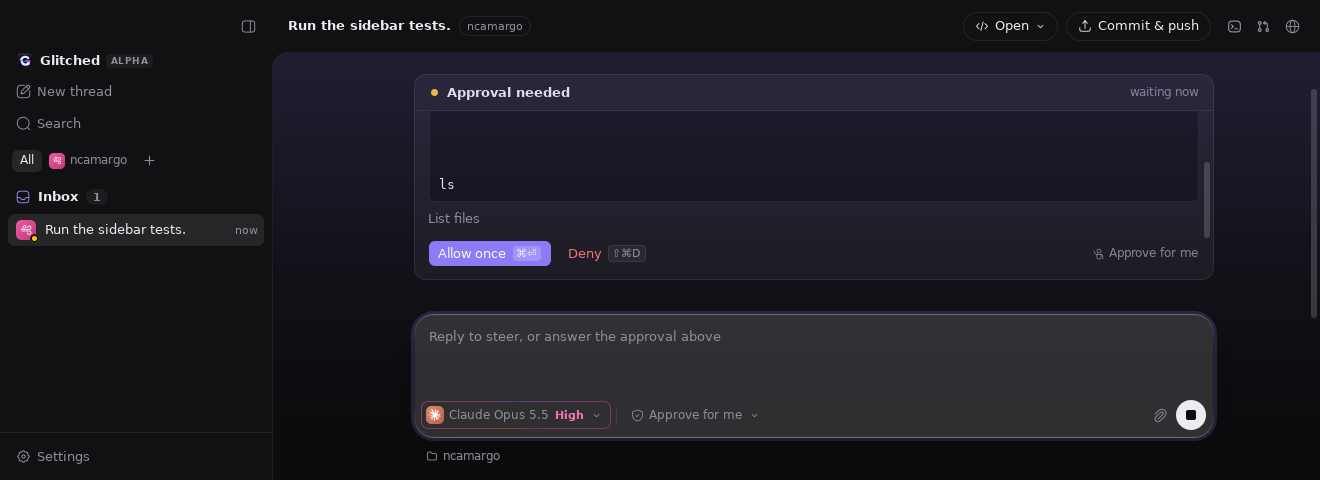 Run the sidebar tests. ncamargo
Open
Commit & push
Glitched ALPHA
New thread
Search
All ncamargo
Inbox 1
Run the sidebar tests. now
Settings
Approval needed waiting now
ls
List files
Allow once ⌘⏎ Deny ⇧⌘D Approve for me
Reply to steer, or answer the approval above
Claude Opus 5.5 High Approve for me
ncamargo